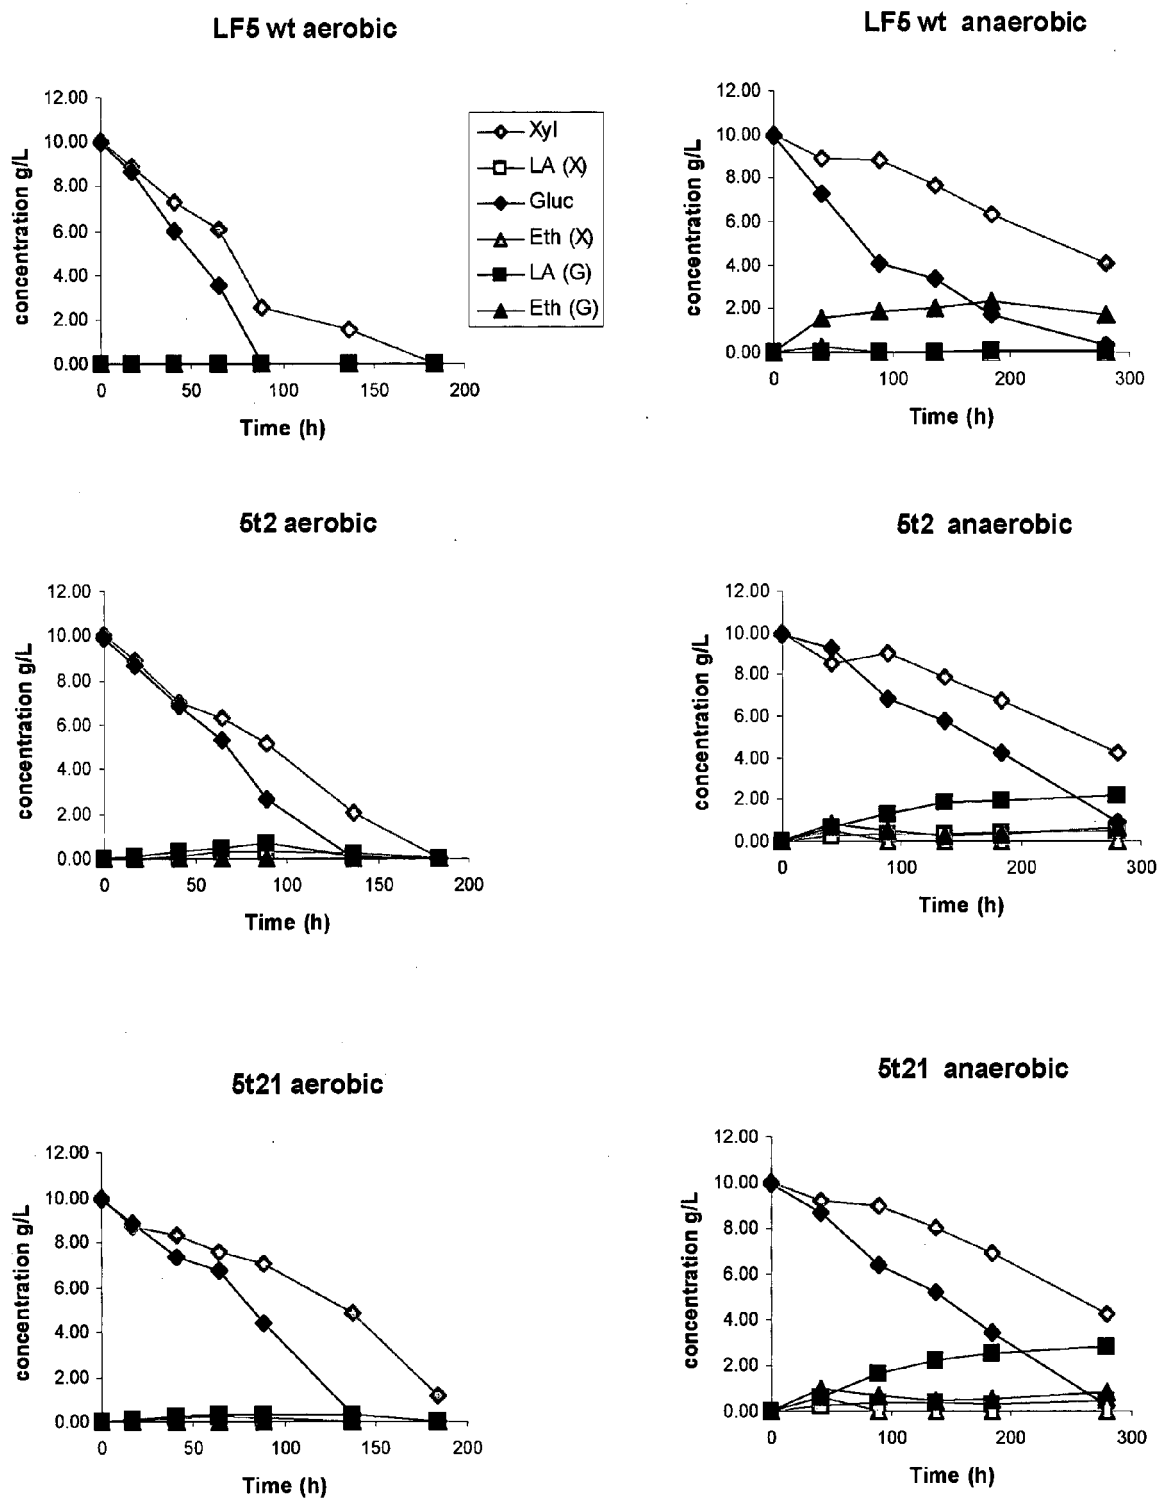 LF5 wt aerobic
12.00
10.00
8.00
6.00
4.00
2.00
0.00
concentration g/L
0 50 100 150 200
Time (h)
Xyl
LA (X)
Gluc
Eth (X)
LA (G)
Eth (G)
LF5 wt anaerobic
12.00
10.00
8.00
6.00
4.00
2.00
0.00
concentration g/L
0 100 200 300
Time (h)
5t2 aerobic
12.00
10.00
8.00
6.00
4.00
2.00
0.00
concentration g/L
0 50 100 150 200
Time (h)
5t2 anaerobic
12.00
10.00
8.00
6.00
4.00
2.00
0.00
concentration g/L
0 100 200 300
Time (h)
5t21 aerobic
12.00
10.00
8.00
6.00
4.00
2.00
0.00
concentration g/L
0 50 100 150 200
Time (h)
5t21 anaerobic
12.00
10.00
8.00
6.00
4.00
2.00
0.00
concentration g/L
0 100 200 300
Time (h)